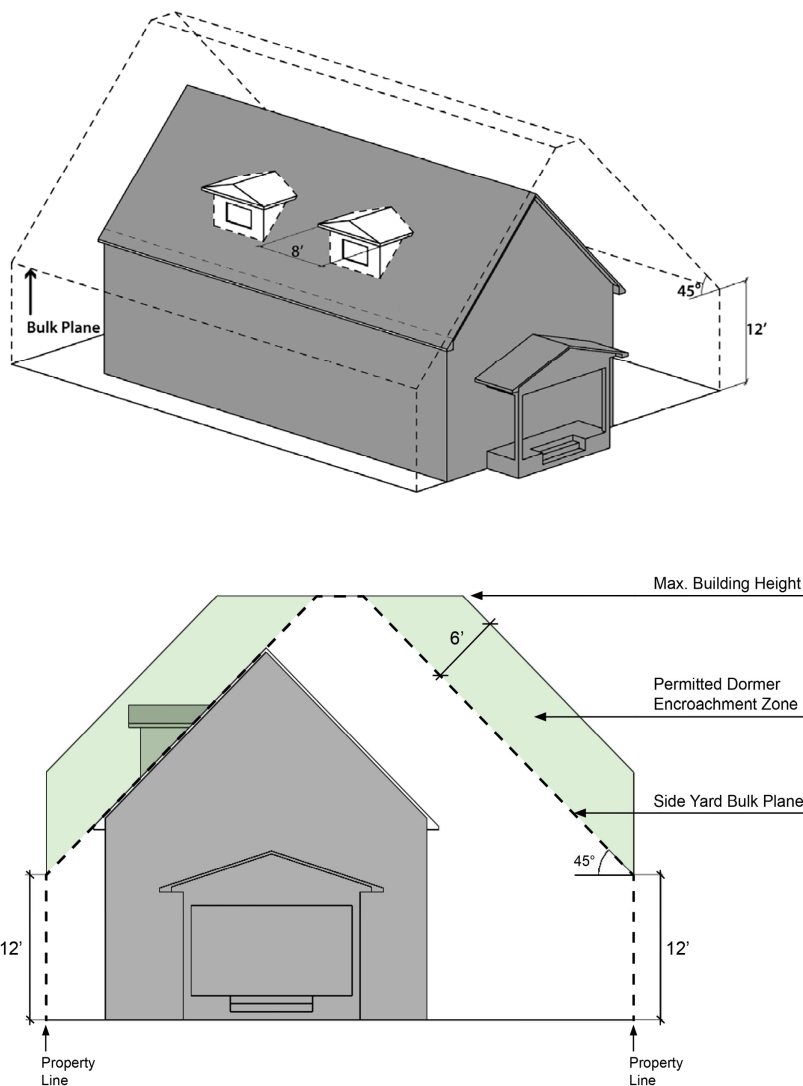 8’
45°
Bulk Plane
12’
Max. Building Height
6’
Permitted Dormer
Encroachment Zone
Side Yard Bulk Plane
45°
12’
12’
Property
Line
Property
Line